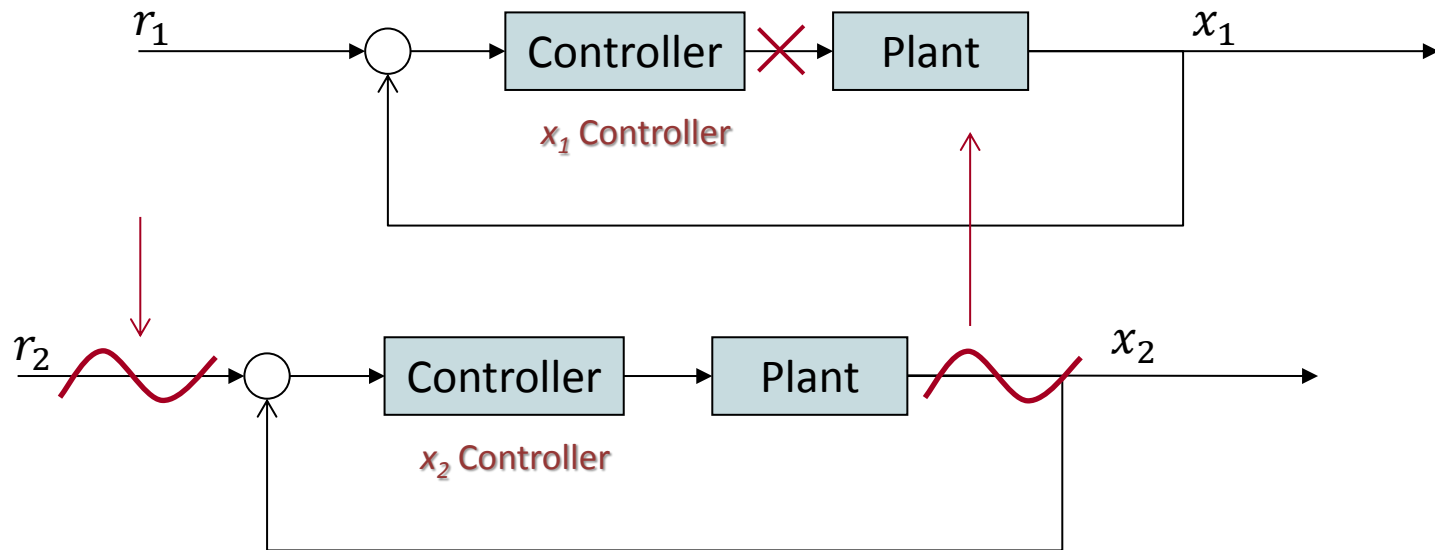 r₁ Controller Plant x₁
x₁ Controller
r₂ Controller Plant x₂
x₂ Controller